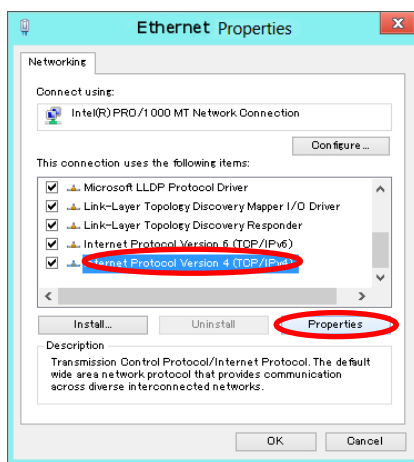 Ethernet Properties
Networking
Connect using:
Intel(R) PRO/1000 MT Network Connection
Configure...
This connection uses the following items:
Microsoft LLDP Protocol Driver
Link-Layer Topology Discovery Mapper I/O Driver
Link-Layer Topology Discovery Responder
Internet Protocol Version 6 (TCP/IPv6)
Internet Protocol Version 4 (TCP/IPv4)
Install...
Uninstall
Properties
Description
Transmission Control Protocol/Internet Protocol. The default
wide area network protocol that provides communication
across diverse interconnected networks.
OK
Cancel